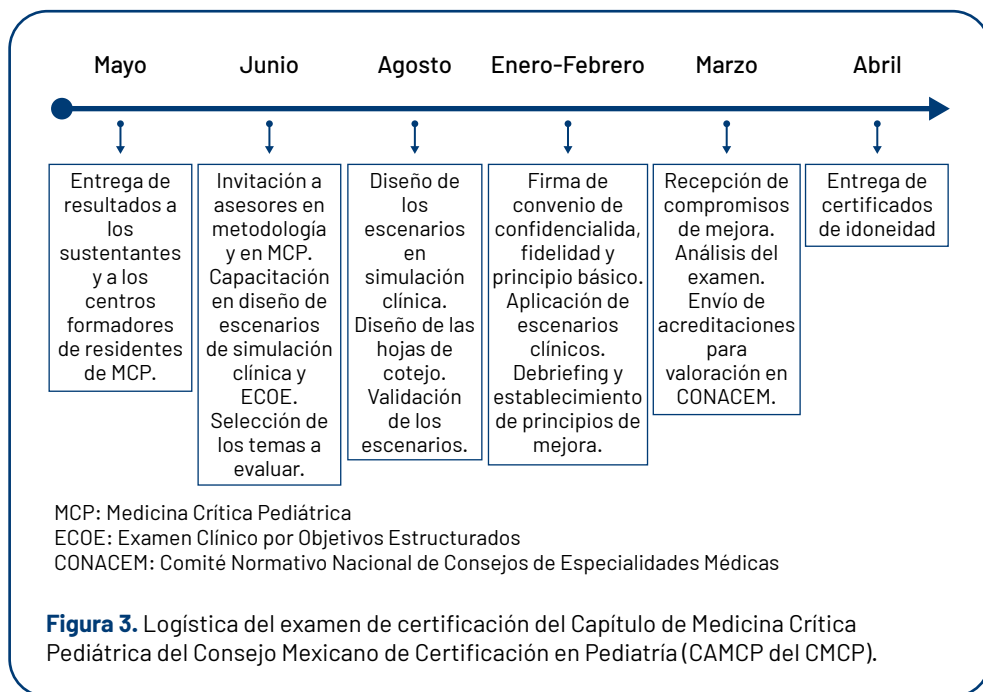 Mayo
Junio
Agosto
Enero-Febrero
Marzo
Abril
Entrega de
resultados a
los
sustentantes
y a los
centros
formadores
de residentes
de MCP.
Invitación a
asesores en
metodología
y en MCP.
Capacitación
en diseño de
escenarios
de simulación
clínica y
ECOE.
Selección de
los temas a
evaluar.
Diseño de
los
escenarios
en
simulación
clínica.
Diseño de las
hojas de
cotejo.
Validación
de los
escenarios.
Firma de
convenio de
confidencialida,
fidelidad y
principio básico.
Aplicación de
escenarios
clínicos.
Debriefing y
establecimiento
de principios de
mejora.
Recepción de
compromisos
de mejora.
Análisis del
examen.
Envío de
acreditaciones
para
valoración en
CONACEM.
Entrega de
certificados
de idoneidad
MCP: Medicina Crítica Pediátrica
ECOE: Examen Clínico por Objetivos Estructurados
CONACEM: Comité Normativo Nacional de Consejos de Especialidades Médicas
Figura 3. Logística del examen de certificación del Capítulo de Medicina Crítica
Pediátrica del Consejo Mexicano de Certificación en Pediatría (CAMCP del CMCP).